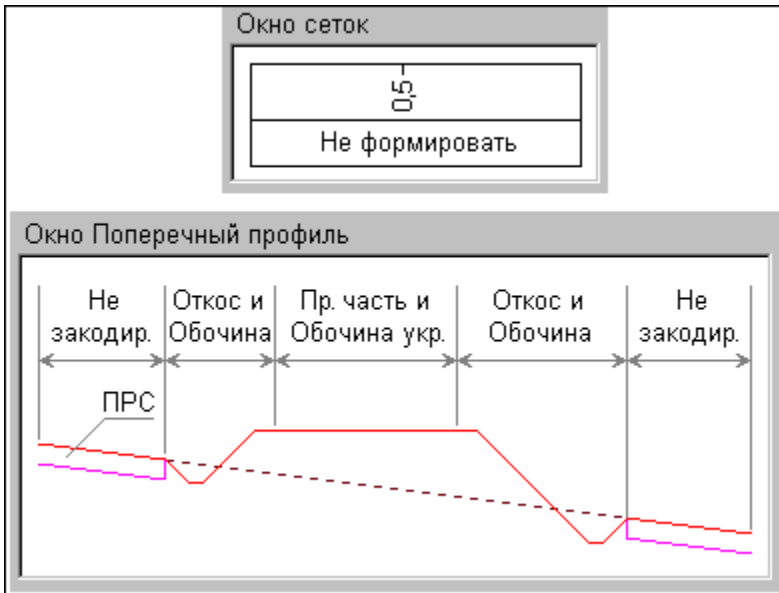 Окно сеток
0,5
Не формировать
Окно Поперечный профиль
Не закодир.
Откос и Обочина
Пр. часть и Обочина укр.
Откос и Обочина
Не закодир.
ПРС